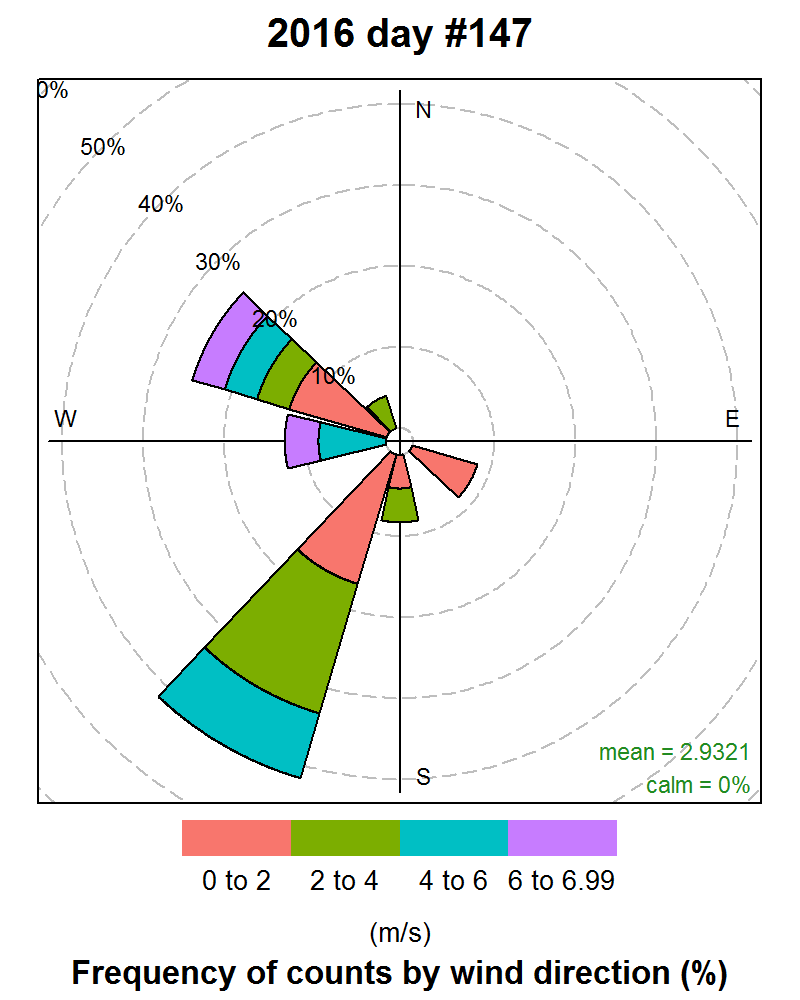 2016 day #147
0%
50%
40%
30%
20%
10%
N
W
E
S
mean = 2.9321
calm = 0%
0 to 2 2 to 4 4 to 6 6 to 6.99
(m/s)
Frequency of counts by wind direction (%)